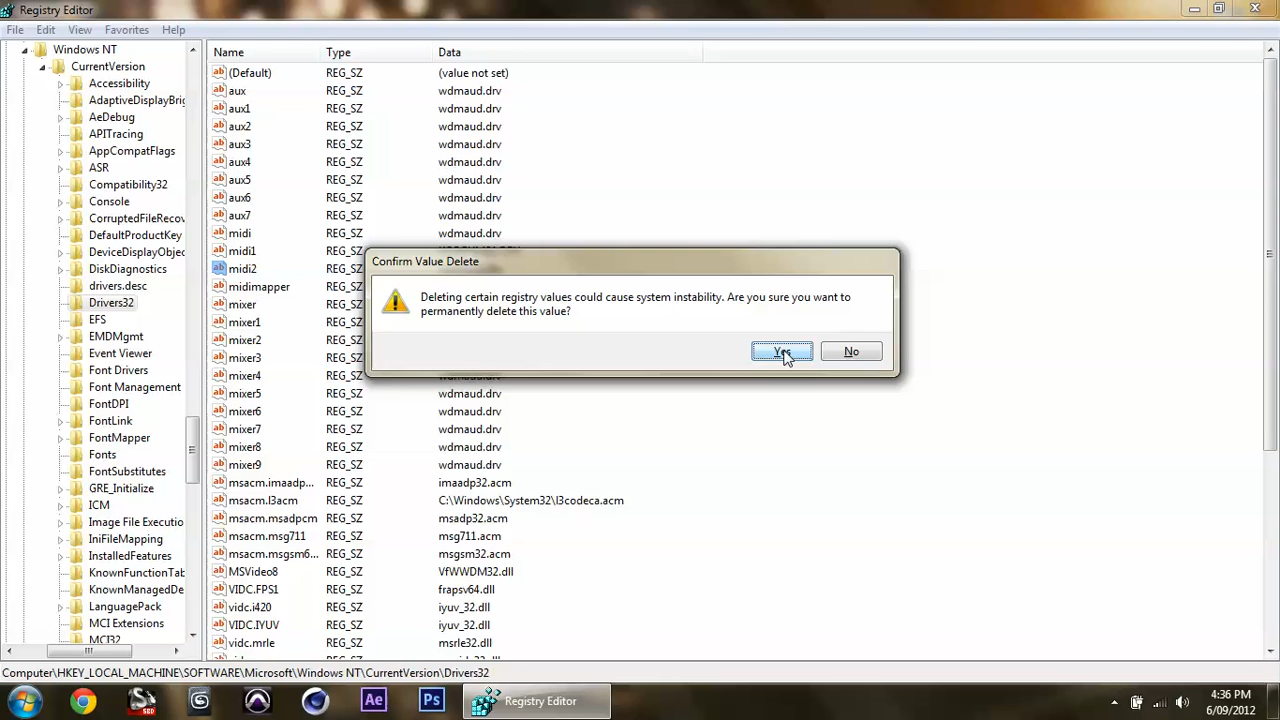 Registry Editor
File Edit View Favorites Help
Windows NT
CurrentVersion
Accessibility
AdaptiveDisplayBrig
AeDebug
APITracing
AppCompatFlags
ASR
Compatibility32
Console
CorruptedFileRecov
DefaultProductKey
DeviceDisplayObjec
DiskDiagnostics
drivers.desc
Drivers32
EFS
EMDMgmt
Event Viewer
Font Drivers
Font Management
FontDPI
FontLink
FontMapper
Fonts
FontSubstitutes
GRE_Initialize
ICM
Image File Executio
IniFileMapping
InstalledFeatures
KnownFunctionTab
KnownManagedDe
LanguagePack
MCI Extensions
MCI32
Name Type Data
(Default) REG_SZ (value not set)
aux REG_SZ wdmaud.drv
aux1 REG_SZ wdmaud.drv
aux2 REG_SZ wdmaud.drv
aux3 REG_SZ wdmaud.drv
aux4 REG_SZ wdmaud.drv
aux5 REG_SZ wdmaud.drv
aux6 REG_SZ wdmaud.drv
aux7 REG_SZ wdmaud.drv
midi REG_SZ wdmaud.drv
midi1 REG_SZ
midi2
midimapper
mixer
mixer1
mixer2
mixer3
mixer4 REG_SZ wdmaud.drv
mixer5 REG_SZ wdmaud.drv
mixer6 REG_SZ wdmaud.drv
mixer7 REG_SZ wdmaud.drv
mixer8 REG_SZ wdmaud.drv
mixer9 REG_SZ wdmaud.drv
msacm.imaadp... REG_SZ imaadp32.acm
msacm.l3acm REG_SZ C:\Windows\System32\l3codeca.acm
msacm.msadpcm REG_SZ msadp32.acm
msacm.msg711 REG_SZ msg711.acm
msacm.msgsm6... REG_SZ msgsm32.acm
MSVideo8 REG_SZ VfWWDM32.dll
VIDC.FPS1 REG_SZ frapsv64.dll
vidc.i420 REG_SZ iyuv_32.dll
VIDC.IYUV REG_SZ iyuv_32.dll
vidc.mrle REG_SZ msrle32.dll
Confirm Value Delete
Deleting certain registry values could cause system instability. Are you sure you want to
permanently delete this value?
Yes No
Computer\HKEY_LOCAL_MACHINE\SOFTWARE\Microsoft\Windows NT\CurrentVersion\Drivers32
Ae Ps Registry Editor
4:36 PM
6/09/2012